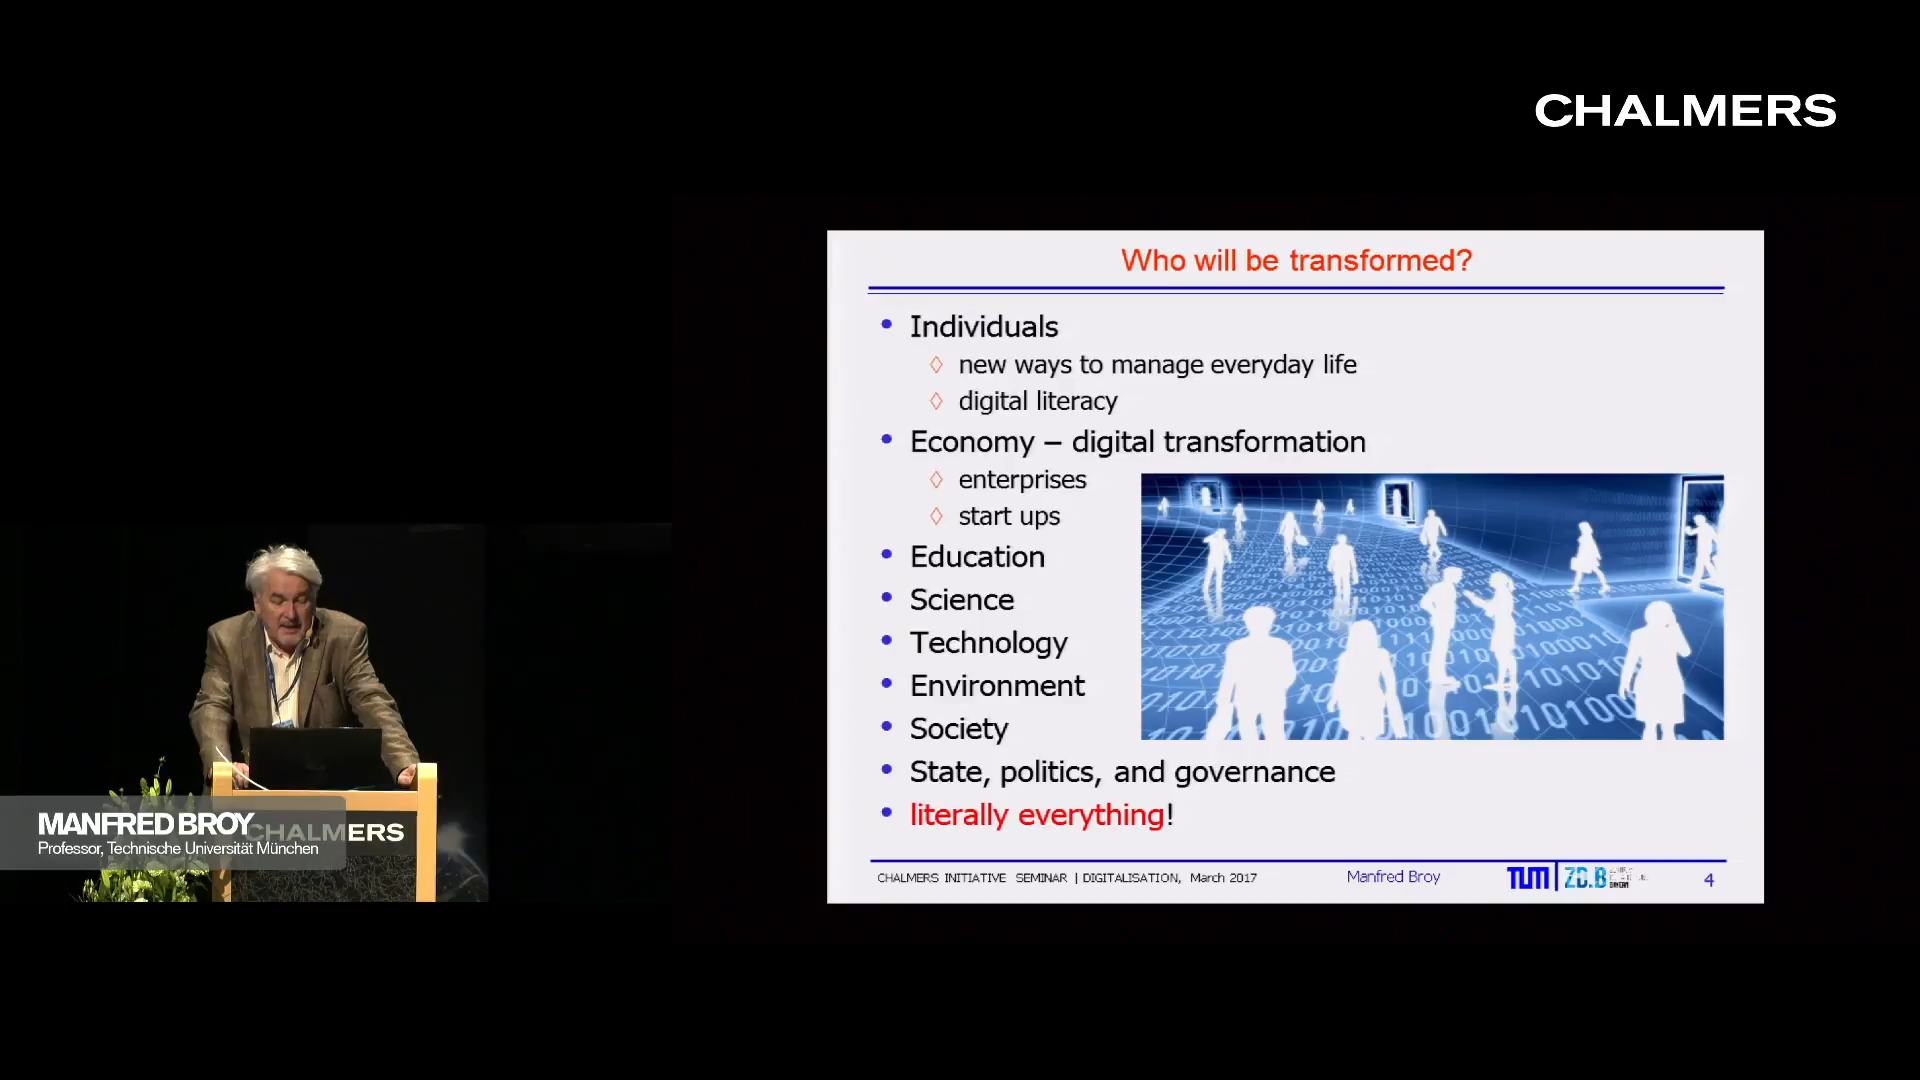 CHALMERS
Who will be transformed?
• Individuals
◊ new ways to manage everyday life
◊ digital literacy
• Economy – digital transformation
◊ enterprises
◊ start ups
• Education
• Science
• Technology
• Environment
• Society
• State, politics, and governance
• literally everything!
CHALMERS INITIATIVE SEMINAR | DIGITALISATION, March 2017
Manfred Broy
TUM
ZD.B
4
MANFRED BROY
Professor, Technische Universität München
CHALMERS